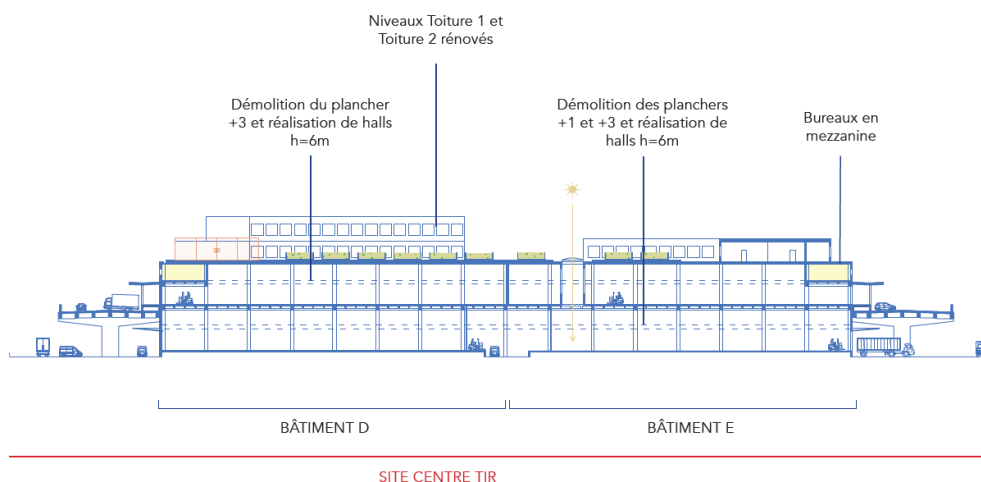 Niveaux Toiture 1 et
Toiture 2 rénovés
Démolition du plancher
+3 et réalisation de halls
h=6m
Démolition des planchers
+1 et +3 et réalisation de
halls h=6m
Bureaux en
mezzanine
BÂTIMENT D
BÂTIMENT E
SITE CENTRE TIR